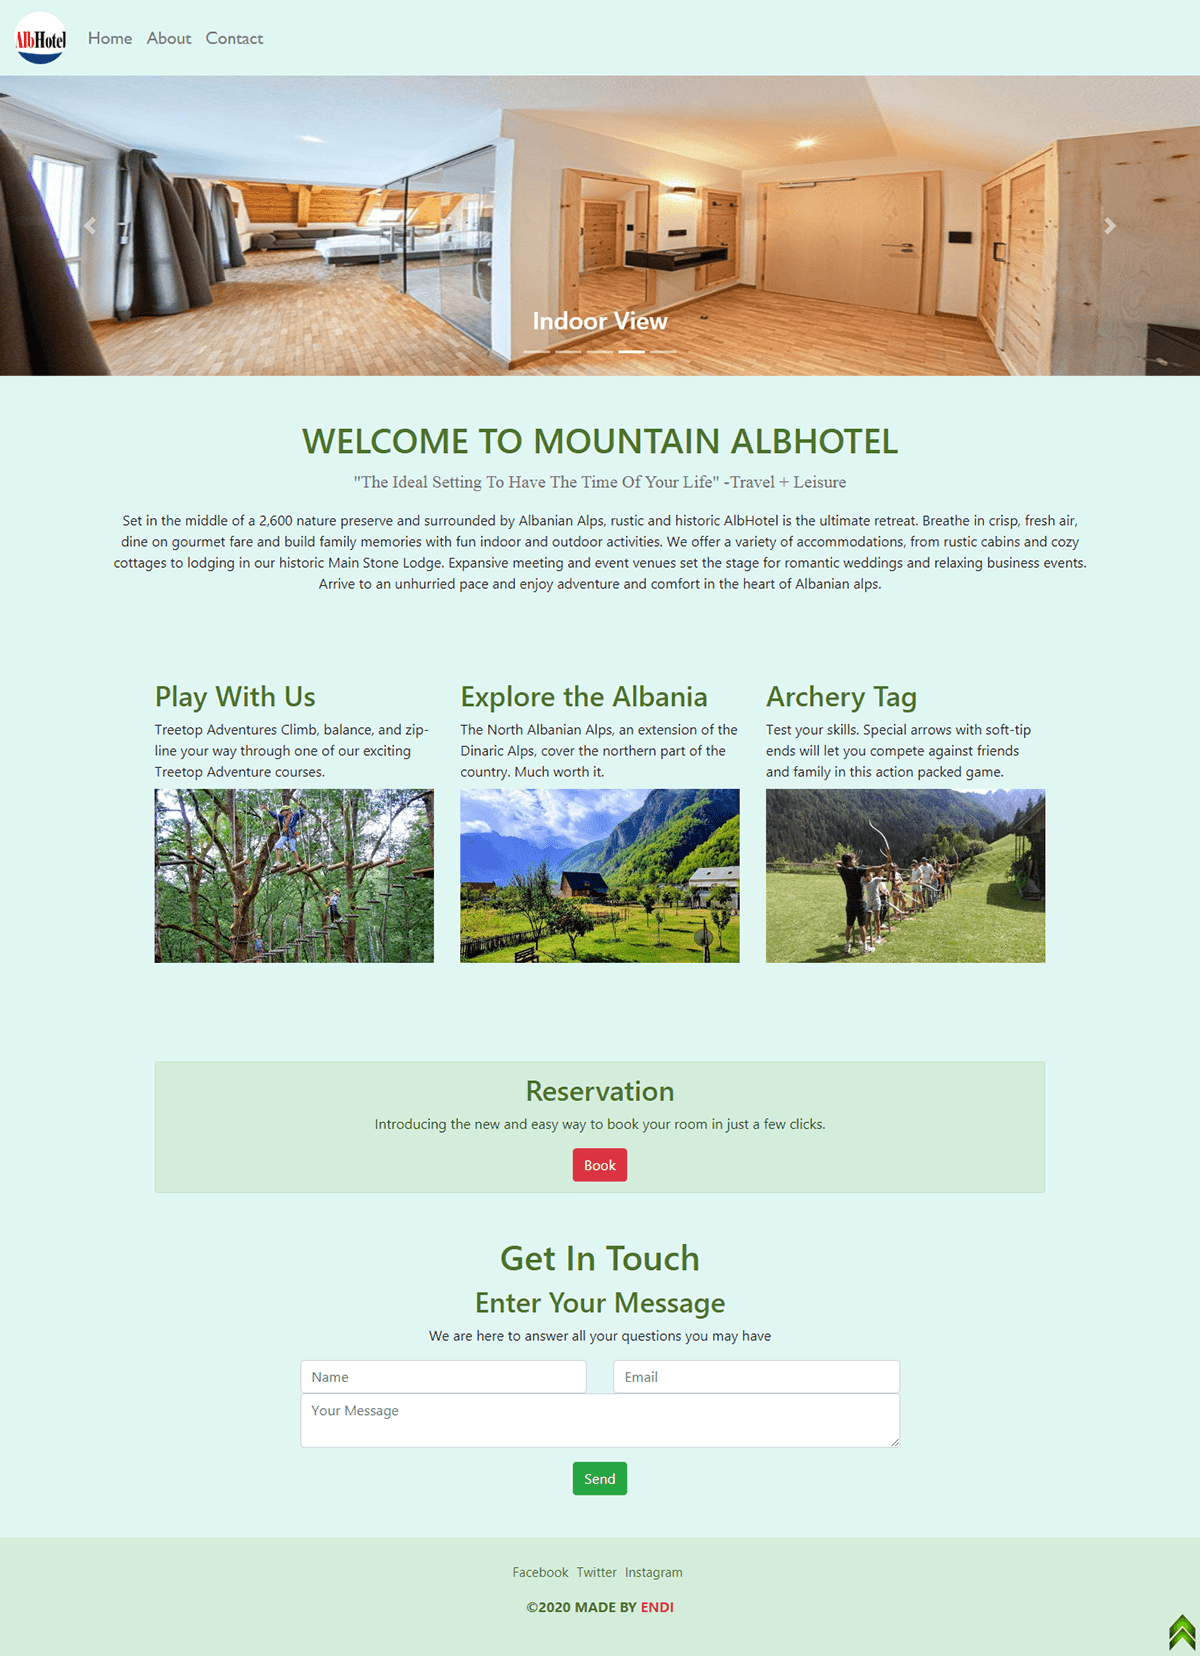 AlbHotel
Home About Contact
Indoor View
WELCOME TO MOUNTAIN ALBHOTEL
"The Ideal Setting To Have The Time Of Your Life" -Travel + Leisure
Set in the middle of a 2,600 nature preserve and surrounded by Albanian Alps, rustic and historic AlbHotel is the ultimate retreat. Breathe in crisp, fresh air,
dine on gourmet fare and build family memories with fun indoor and outdoor activities. We offer a variety of accommodations, from rustic cabins and cozy
cottages to lodging in our historic Main Stone Lodge. Expansive meeting and event venues set the stage for romantic weddings and relaxing business events.
Arrive to an unhurried pace and enjoy adventure and comfort in the heart of Albanian alps.
Play With Us
Treetop Adventures Climb, balance, and zip-
line your way through one of our exciting
Treetop Adventure courses.
Explore the Albania
The North Albanian Alps, an extension of the
Dinaric Alps, cover the northern part of the
country. Much worth it.
Archery Tag
Test your skills. Special arrows with soft-tip
ends will let you compete against friends
and family in this action packed game.
Reservation
Introducing the new and easy way to book your room in just a few clicks.
Book
Get In Touch
Enter Your Message
We are here to answer all your questions you may have
Name
Email
Your Message
Send
Facebook Twitter Instagram
©2020 MADE BY ENDI